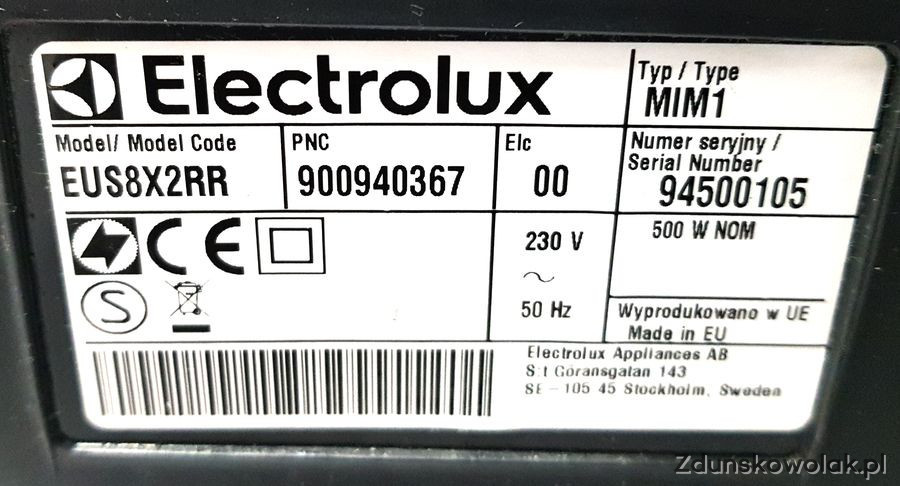 Electrolux
Typ / Type
MIM1
Model/ Model Code
EUS8X2RR
PNC
900940367
Elc
00
Numer seryjny /
Serial Number
94500105
CE
S
230 V
~
50 Hz
500 W NOM
Wyprodukowano w UE
Made in EU
Electrolux Appliances AB
S:t Göransgatan 143
SE - 105 45 Stockholm, Sweden
Zdunskowolak.pl